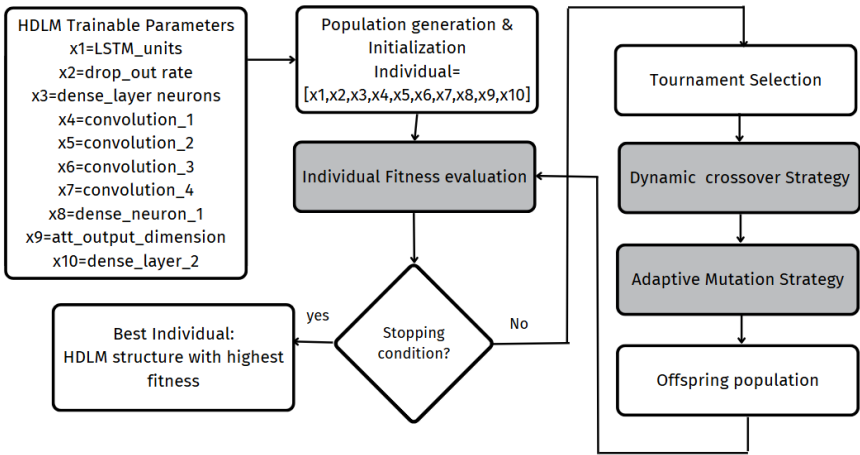 HDLM Trainable Parameters
x1=LSTM_units
x2=drop_out rate
x3=dense_layer neurons
x4=convolution_1
x5=convolution_2
x6=convolution_3
x7=convolution_4
x8=dense_neuron_1
x9=att_output_dimension
x10=dense_layer_2
Population generation &
Initialization
Individual=
[x1,x2,x3,x4,x5,x6,x7,x8,x9,x10]
Individual Fitness evaluation
Stopping
condition?
yes
No
Best Individual:
HDLM structure with highest
fitness
Tournament Selection
Dynamic crossover Strategy
Adaptive Mutation Strategy
Offspring population